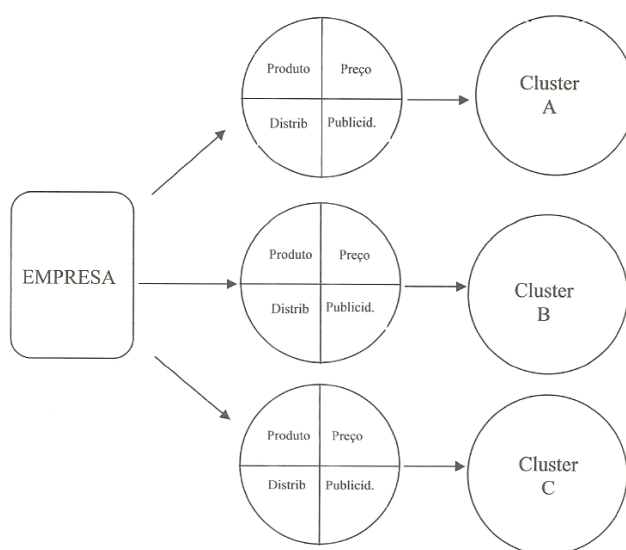 Produto Preço
Distrib Publicid.
Cluster
A
EMPRESA
Produto Preço
Distrib Publicid.
Cluster
B
Produto Preço
Distrib Publicid.
Cluster
C